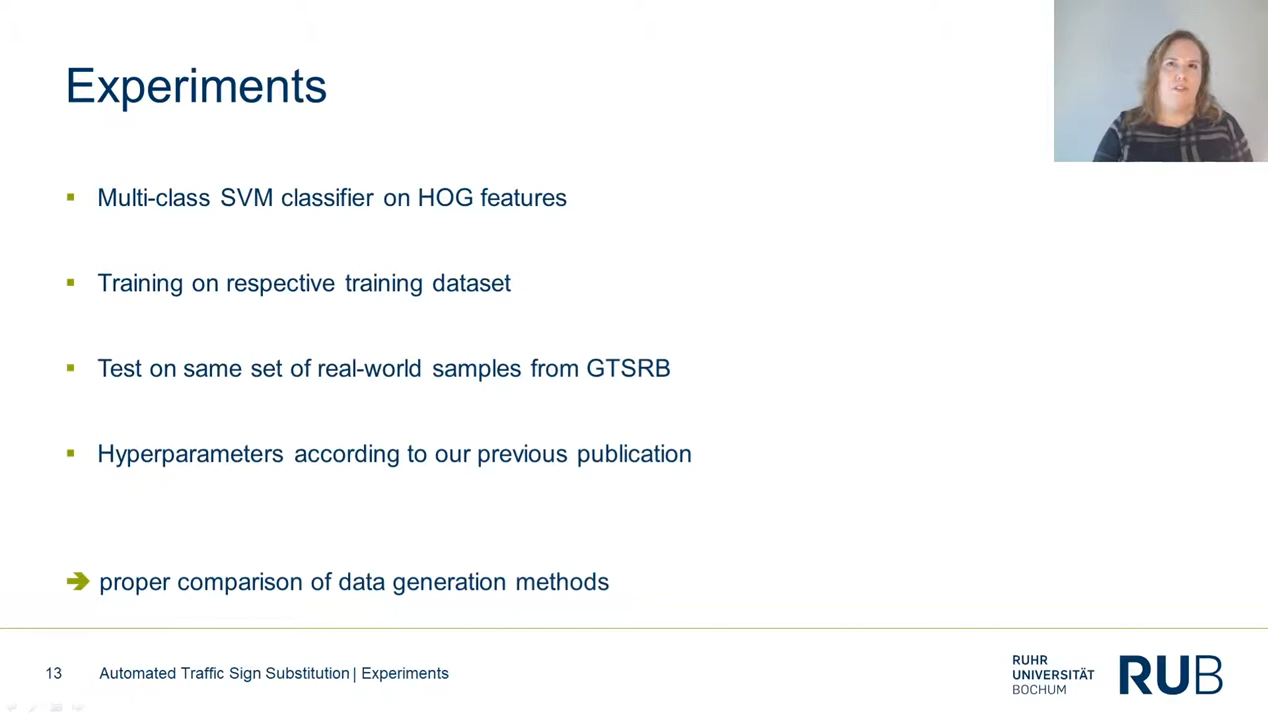 Experiments
Multi-class SVM classifier on HOG features
Training on respective training dataset
Test on same set of real-world samples from GTSRB
Hyperparameters according to our previous publication
proper comparison of data generation methods
13 Automated Traffic Sign Substitution | Experiments
RUHR
UNIVERSITÄT
BOCHUM
RUB